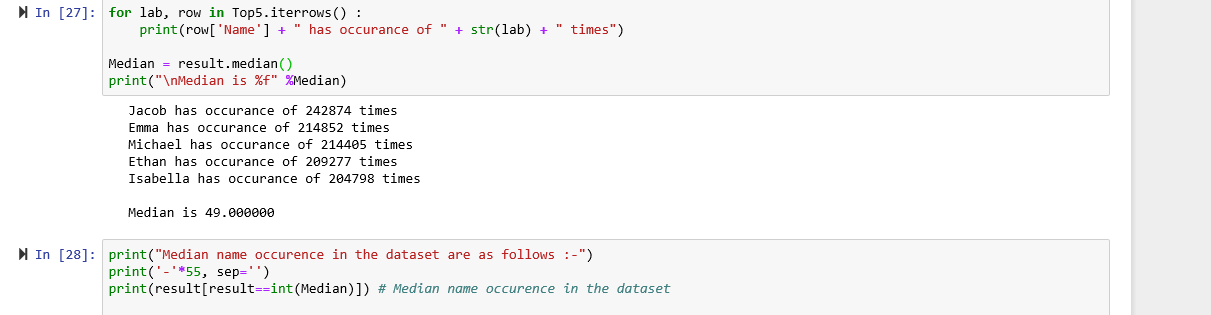 In [27]: for lab, row in Top5.iterrows() :
print(row['Name'] + " has occurance of " + str(lab) + " times")
Median = result.median()
print("\nMedian is %f" %Median)
Jacob has occurance of 242874 times
Emma has occurance of 214852 times
Michael has occurance of 214405 times
Ethan has occurance of 209277 times
Isabella has occurance of 204798 times
Median is 49.000000
In [28]: print("Median name occurence in the dataset are as follows :-")
print('-'*55, sep='')
print(result[result==int(Median)]) # Median name occurence in the dataset